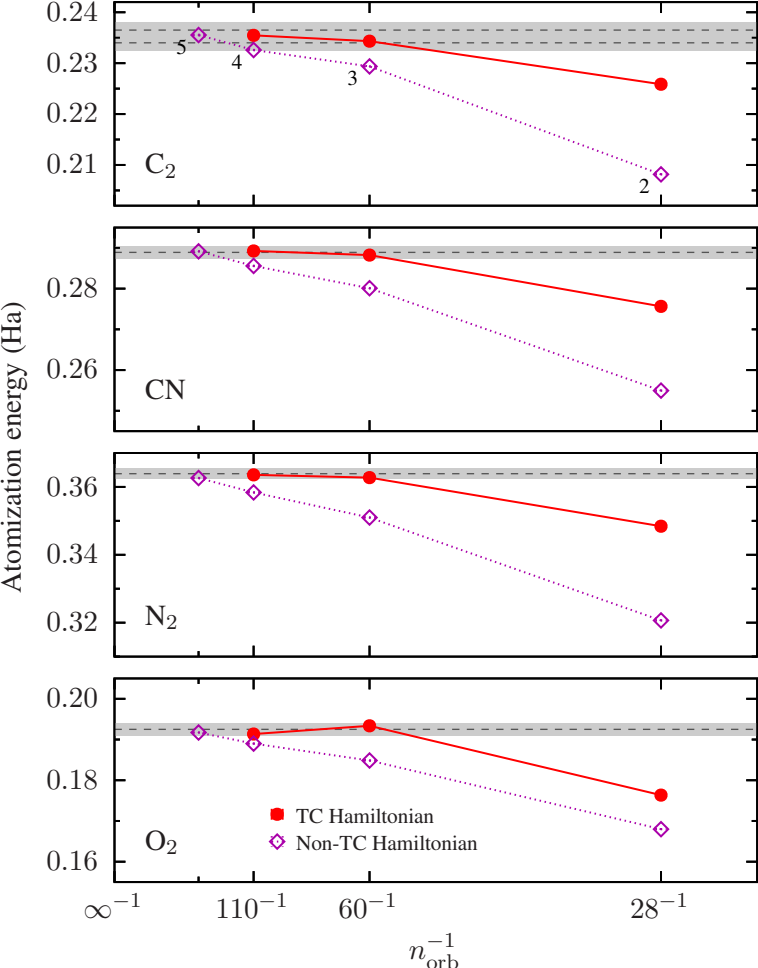 Atomization energy (Ha)
0.24
0.23
0.22
0.21
5
4
3
2
C₂
0.28
0.26
CN
0.36
0.34
0.32
N₂
0.20
0.18
0.16
O₂
TC Hamiltonian
Non-TC Hamiltonian
∞⁻¹ 110⁻¹ 60⁻¹ 28⁻¹
n_orb⁻¹